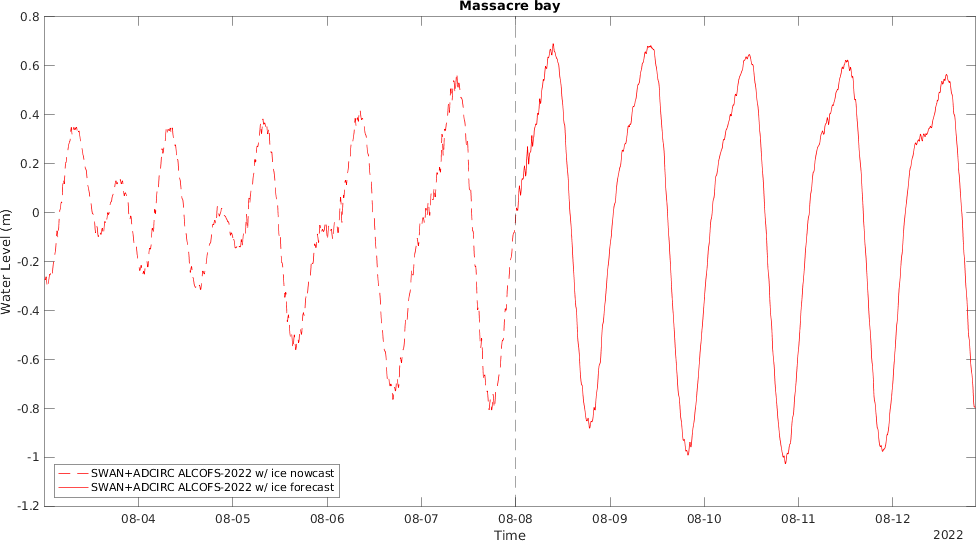 Massacre bay
0.8
0.6
0.4
0.2
0
-0.2
-0.4
-0.6
-0.8
-1
-1.2
Water Level (m)
SWAN+ADCIRC ALCOFS-2022 w/ ice nowcast
SWAN+ADCIRC ALCOFS-2022 w/ ice forecast
08-04 08-05 08-06 08-07 08-08 08-09 08-10 08-11 08-12
Time
2022